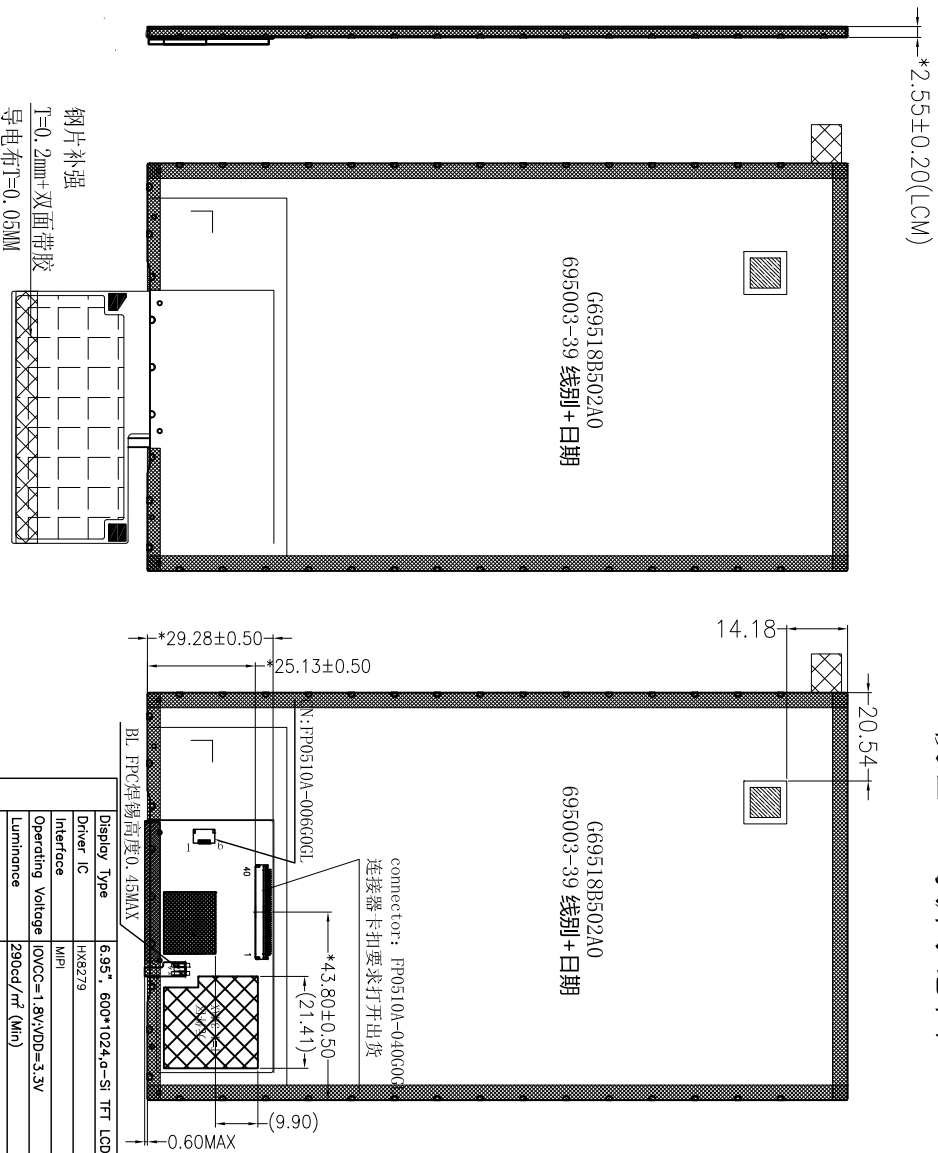 *2.55±0.20(LCM)
钢片补强
T=0.2mm+双面带胶
导电布T=0.05MM
G69518B502A0
695003-39 线别+日期
14.18
20.54
*29.28±0.50
*25.13±0.50
CN:FP0510A-006G0GL
G69518B502A0
695003-39 线别+日期
connector: FP0510A-040G0GL
连接器卡扣要求打开出货
1
6
40
1
*43.80±0.50
(21.41)
(9.90)
0.60MAX
BL FPC焊锡高度0.45MAX
Display Type 6.95", 600*1024,a-Si TFT LCD
Driver IC HX8279
Interface MIPI
Operating Voltage IOVCC=1.8V;VDD=3.3V
Luminance 290cd/m² (Min)